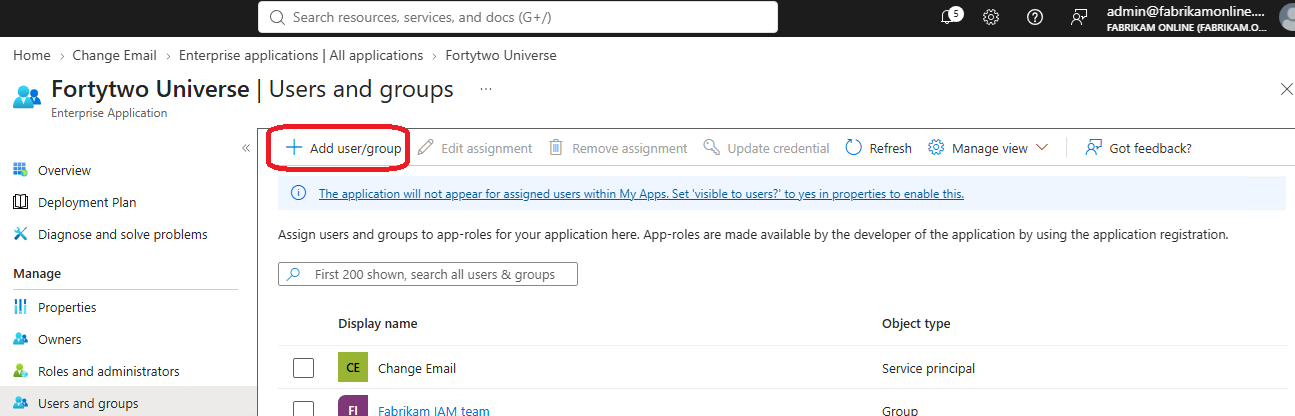 Search resources, services, and docs (G+/)
5
admin@fabrikamonline....
FABRIKAM ONLINE (FABRIKAM.O...
Home > Change Email > Enterprise applications | All applications > Fortytwo Universe
Fortytwo Universe | Users and groups ...
Enterprise Application
Overview
Deployment Plan
Diagnose and solve problems
Manage
Properties
Owners
Roles and administrators
Users and groups
Add user/group Edit assignment Remove assignment Update credential Refresh Manage view Got feedback?
The application will not appear for assigned users within My Apps. Set 'visible to users?' to yes in properties to enable this.
Assign users and groups to app-roles for your application here. App-roles are made available by the developer of the application by using the application registration.
First 200 shown, search all users & groups
Display name Object type
CE Change Email Service principal
FI Fabrikam IAM team Group